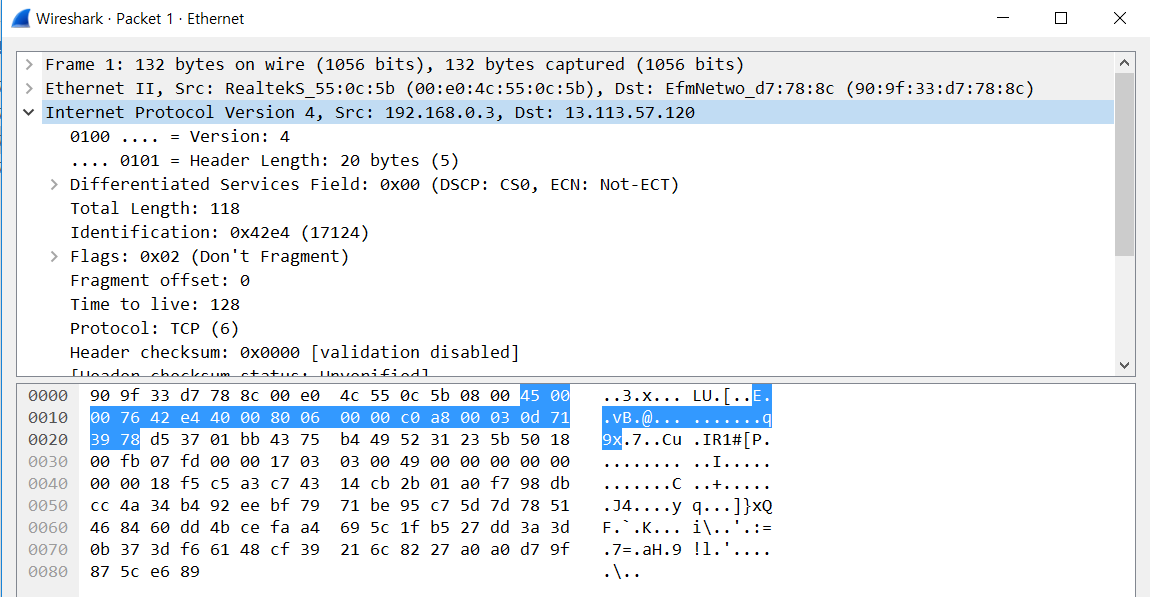 Wireshark · Packet 1 · Ethernet
Frame 1: 132 bytes on wire (1056 bits), 132 bytes captured (1056 bits)
Ethernet II, Src: RealtekS_55:0c:5b (00:e0:4c:55:0c:5b), Dst: EfmNetwo_d7:78:8c (90:9f:33:d7:78:8c)
Internet Protocol Version 4, Src: 192.168.0.3, Dst: 13.113.57.120
0100 .... = Version: 4
.... 0101 = Header Length: 20 bytes (5)
Differentiated Services Field: 0x00 (DSCP: CS0, ECN: Not-ECT)
Total Length: 118
Identification: 0x42e4 (17124)
Flags: 0x02 (Don't Fragment)
Fragment offset: 0
Time to live: 128
Protocol: TCP (6)
Header checksum: 0x0000 [validation disabled]
[Header checksum status: Unverified]
0000 90 9f 33 d7 78 8c 00 e0 4c 55 0c 5b 08 00 45 00 ..3.x... LU.[..E.
0010 00 76 42 e4 40 00 80 06 00 00 c0 a8 00 03 0d 71 .vB.@... .......q
0020 39 78 d5 37 01 bb 43 75 b4 49 52 31 23 5b 50 18 9x.7..Cu .IR1#[P.
0030 00 fb 07 fd 00 00 17 03 03 00 49 00 00 00 00 00 ........ ..I.....
0040 00 00 18 f5 c5 a3 c7 43 14 cb 2b 01 a0 f7 98 db .......C ..+.....
0050 cc 4a 34 b4 92 ee bf 79 71 be 95 c7 5d 7d 78 51 .J4....y q...]}xQ
0060 46 84 60 dd 4b ce fa a4 69 5c 1f b5 27 dd 3a 3d F.`.K... i\..'.:=
0070 0b 37 3d f6 61 48 cf 39 21 6c 82 27 a0 a0 d7 9f .7=.aH.9 !l.'....
0080 87 5c e6 89 .\..